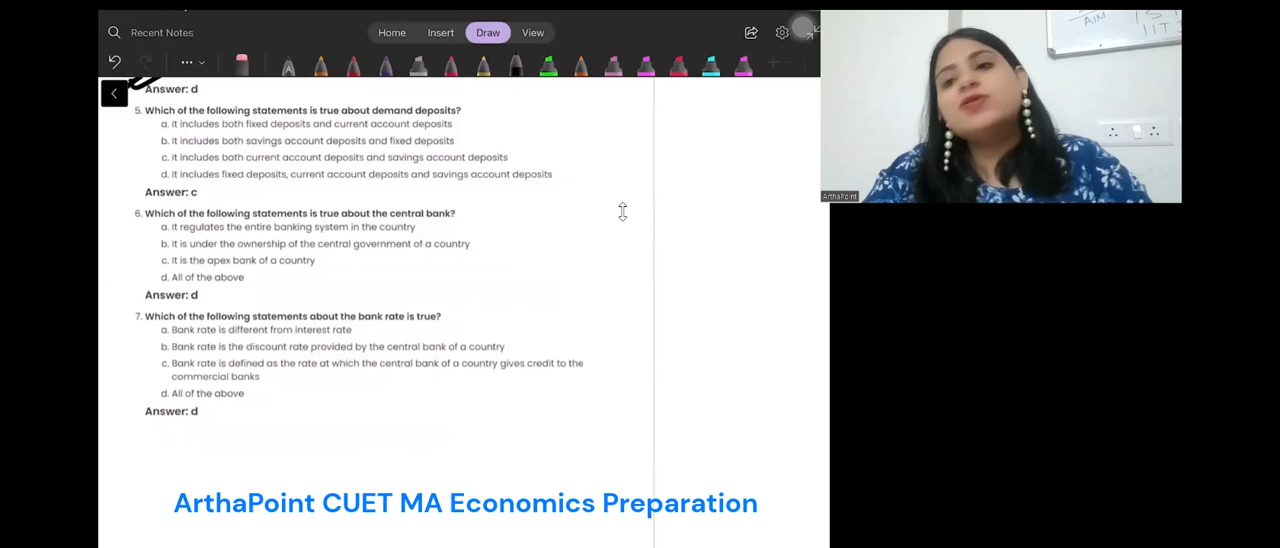 Recent Notes
Home
Insert
Draw
View
Answer: d
5. Which of the following statements is true about demand deposits?
a. It includes both fixed deposits and current account deposits
b. It includes both savings account deposits and fixed deposits
c. It includes both current account deposits and savings account deposits
d. It includes fixed deposits, current account deposits and savings account deposits
Answer: c
6. Which of the following statements is true about the central bank?
a. It regulates the entire banking system in the country
b. It is under the ownership of the central government of a country
c. It is the apex bank of a country
d. All of the above
Answer: d
7. Which of the following statements about the bank rate is true?
a. Bank rate is different from interest rate
b. Bank rate is the discount rate provided by the central bank of a country
c. Bank rate is defined as the rate at which the central bank of a country gives credit to the
commercial banks
d. All of the above
Answer: d
ArthaPoint CUET MA Economics Preparation
AIM
ArthaPoint